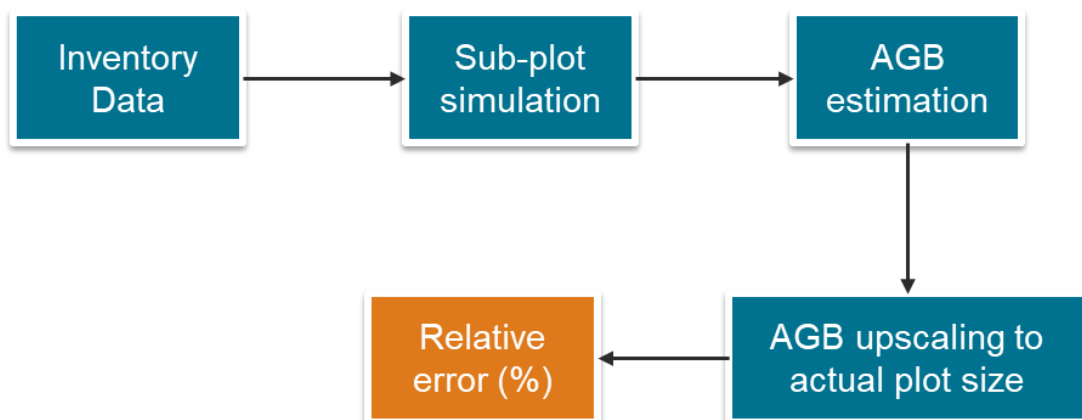 Inventory
Data
Sub-plot
simulation
AGB
estimation
AGB upscaling to
actual plot size
Relative
error (%)